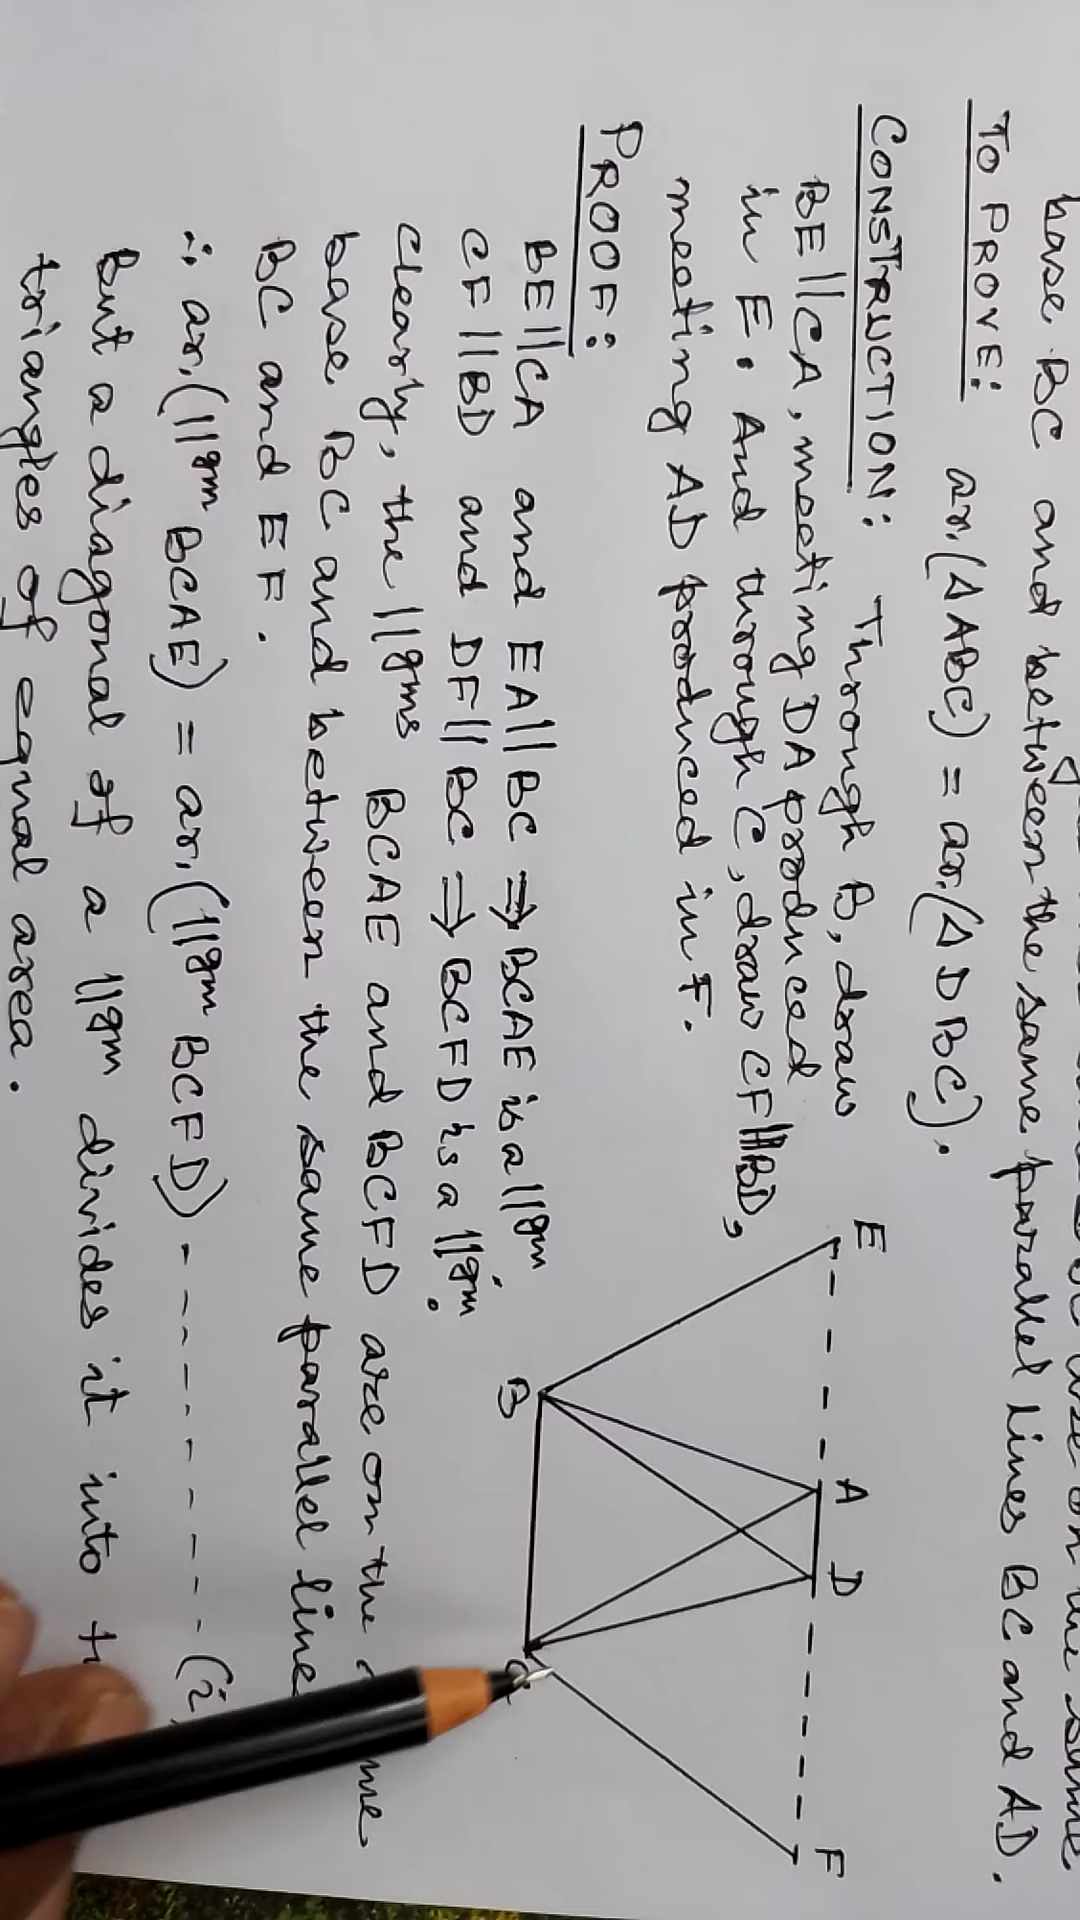 base BC and between the same parallel lines BC and AD.
TO PROVE: ar.(ΔABC) = ar.(ΔDBC).
CONSTRUCTION: Through B, draw
BE||CA, meeting DA produced
in E. And through C, draw CF||BD,
meeting AD produced in F.
PROOF:
BE||CA and EA||BC ⇒ BCAE is a ||gm
CF||BD and DF||BC ⇒ BCFD is a ||gm.
Clearly, the ||gms BCAE and BCFD are on the
base BC and between the same parallel line
BC and EF.
∴ ar.(||gm BCAE) = ar.(||gm BCFD) - - - - - - - - - (i
But a diagonal of a ||gm divides it into
triangles of equal area.
E
A
D
F
B